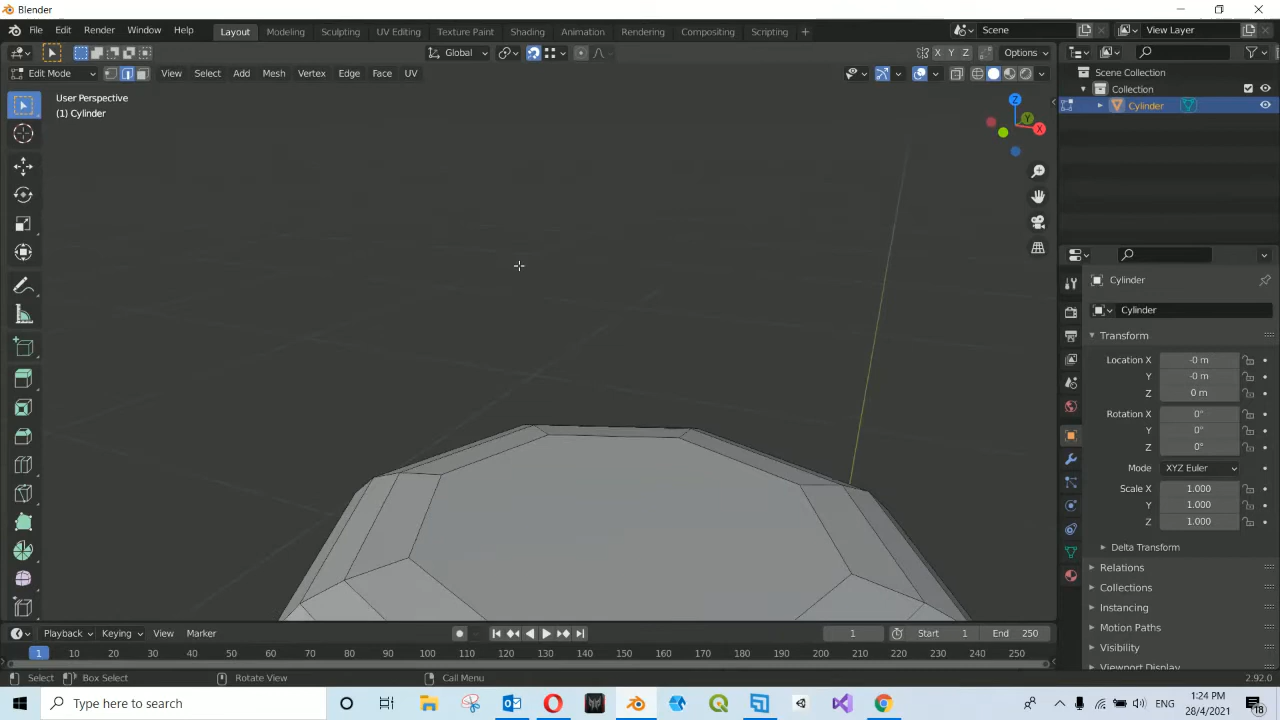 Blender
File Edit Render Window Help Layout Modeling Sculpting UV Editing Texture Paint Shading Animation Rendering Compositing Scripting + Scene View Layer
Global X Y Z Options
Edit Mode View Select Add Mesh Vertex Edge Face UV
Scene Collection
Collection
Cylinder
User Perspective
(1) Cylinder
Z
Y
X
Cylinder
Cylinder
Transform
Location X -0 m
Y -0 m
Z 0 m
Rotation X 0°
Y 0°
Z 0°
Mode XYZ Euler
Scale X 1.000
Y 1.000
Z 1.000
Delta Transform
Relations
Collections
Instancing
Motion Paths
Visibility
Viewport Display
Playback Keying View Marker 1 Start 1 End 250
1 10 20 30 40 50 60 70 80 90 100 110 120 130 140 150 160 170 180 190 200 210 220 230 240 250
Select Box Select Rotate View Call Menu 2.92.0
Type here to search ENG 1:24 PM
28/4/2021 18